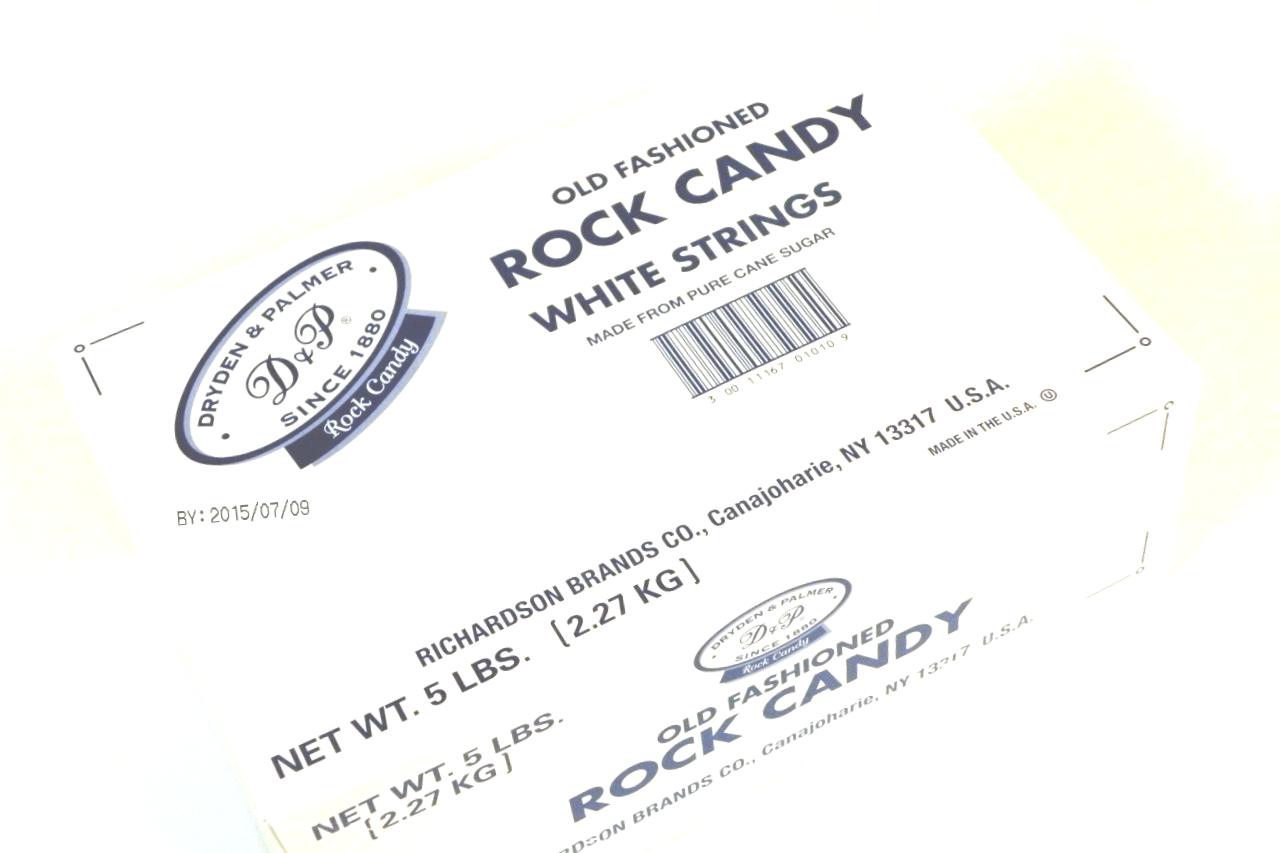 OLD FASHIONED
ROCK CANDY
WHITE STRINGS
MADE FROM PURE CANE SUGAR
3 00 11167 01010 9
DRYDEN & PALMER
D&P®
SINCE 1880
Rock Candy
BY: 2015/07/09
RICHARDSON BRANDS CO., Canajoharie, NY 13317 U.S.A.
MADE IN THE U.S.A. Ⓤ
NET WT. 5 LBS. [2.27 KG]
DRYDEN & PALMER
D&P
SINCE 1880
Rock Candy
OLD FASHIONED
ROCK CANDY
NET WT. 5 LBS.
[2.27 KG]
RDSON BRANDS CO., Canajoharie, NY 13317 U.S.A.